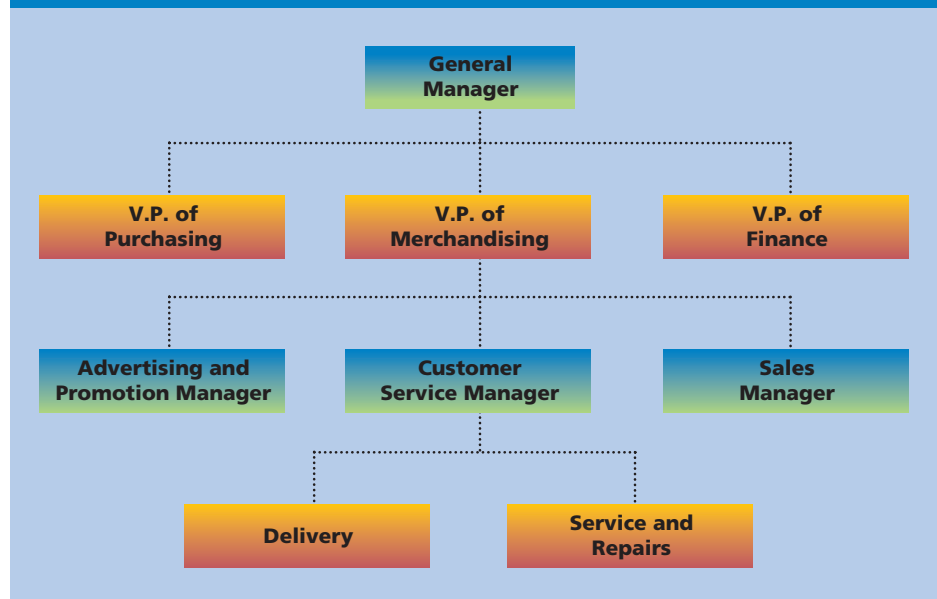 General
Manager
V.P. of
Purchasing
V.P. of
Merchandising
V.P. of
Finance
Advertising and
Promotion Manager
Customer
Service Manager
Sales
Manager
Delivery
Service and
Repairs